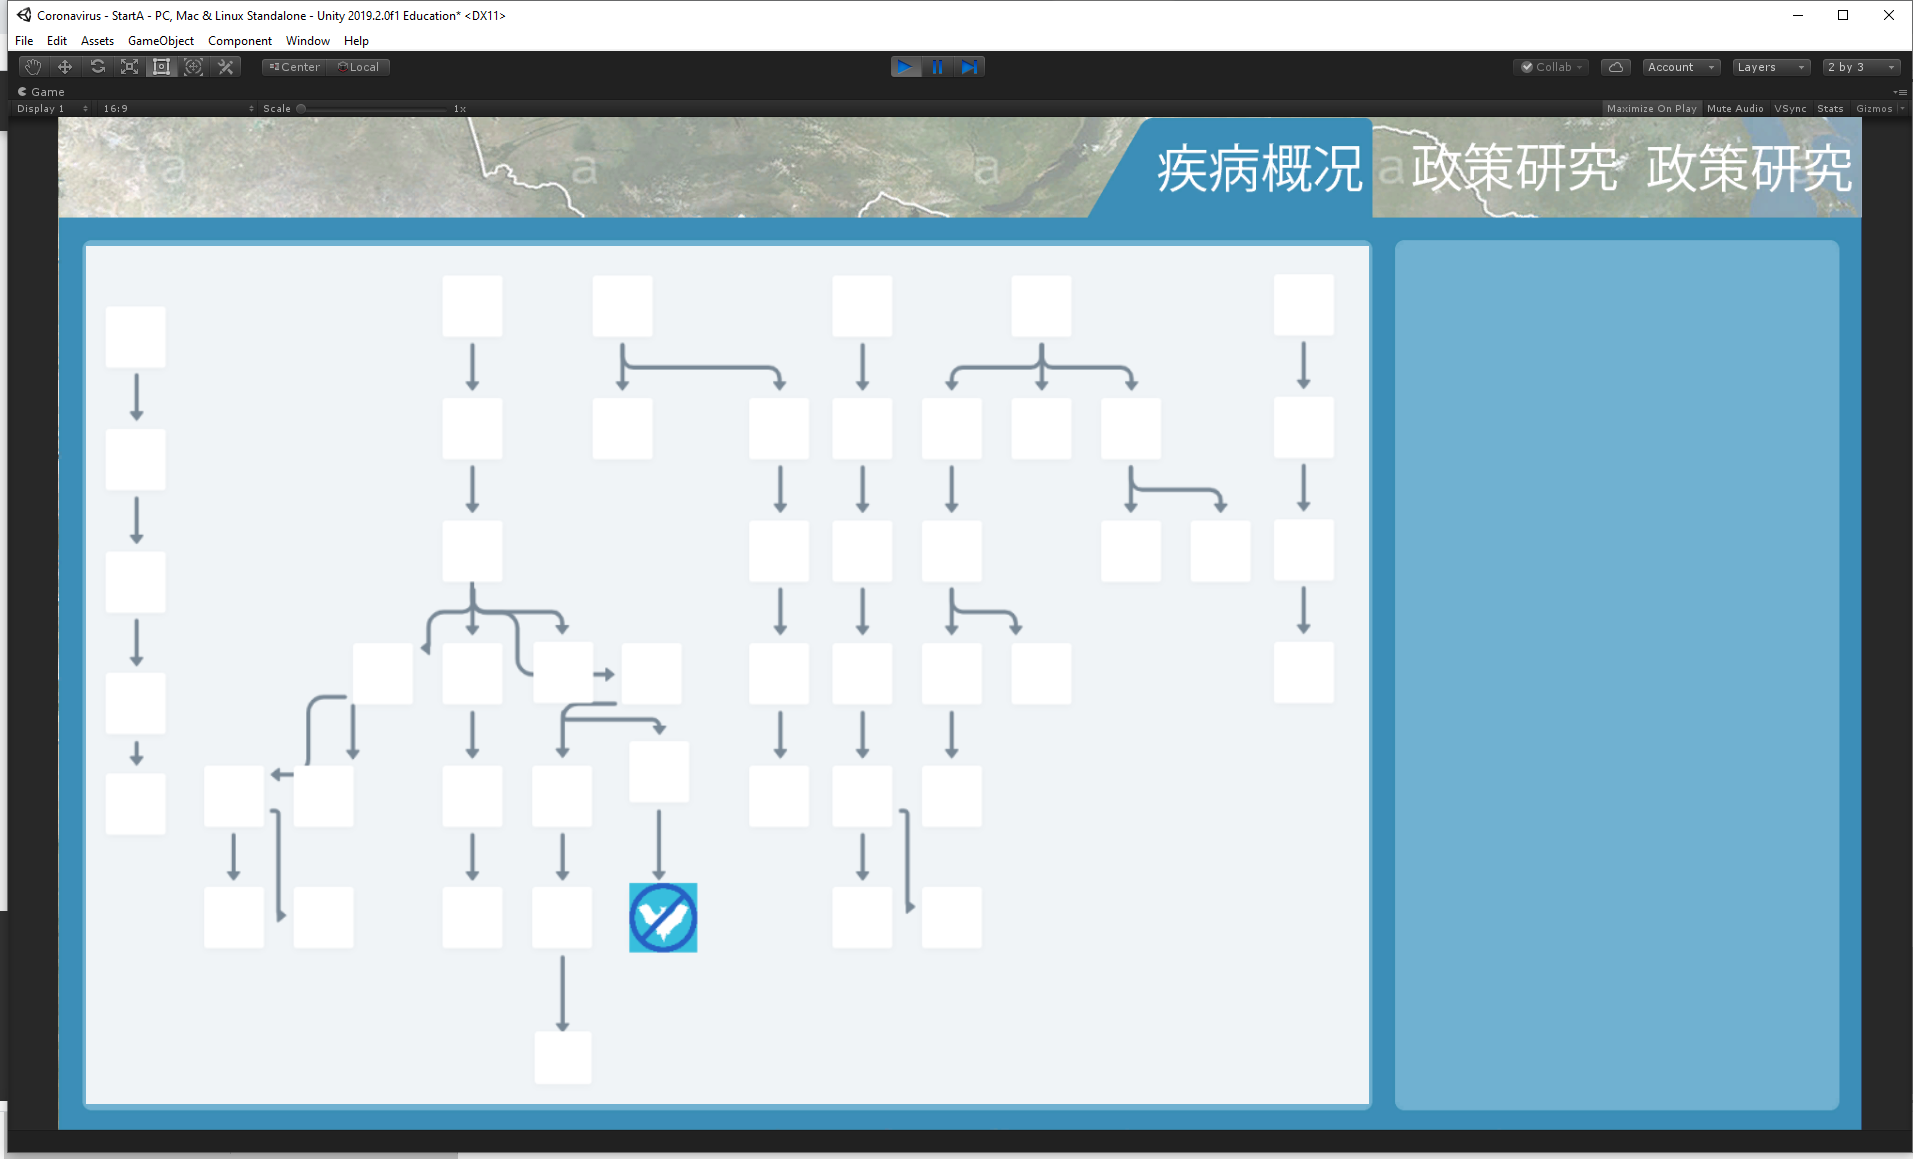 Coronavirus - StartA - PC, Mac & Linux Standalone - Unity 2019.2.0f1 Education* <DX11>
File Edit Assets GameObject Component Window Help
Center Local Collab Account Layers 2 by 3
Game
Display 1 16:9 Scale 1x Maximize On Play Mute Audio VSync Stats Gizmos
a a a a a
疾病概况 政策研究 政策研究